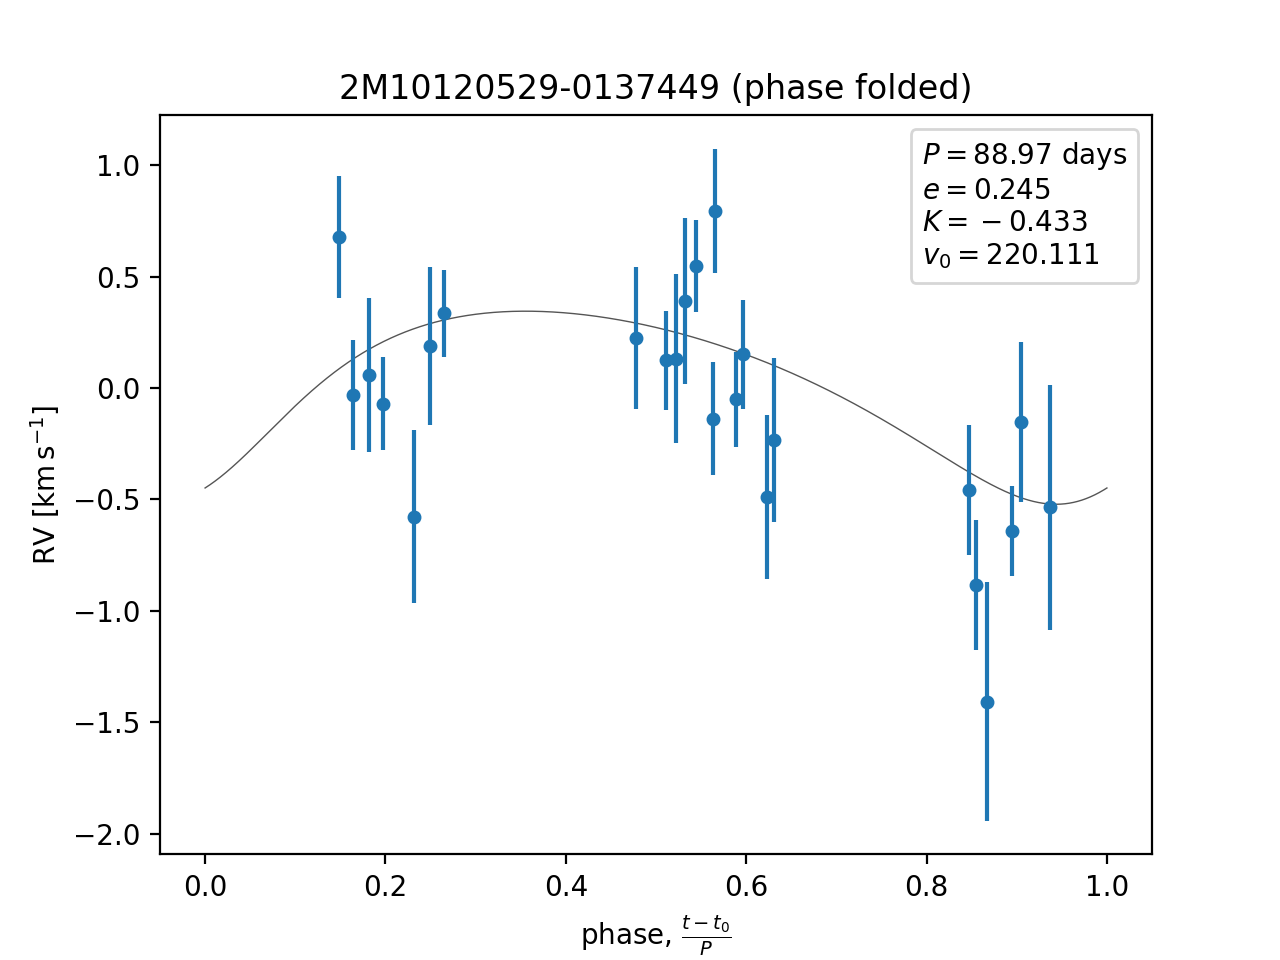 2M10120529-0137449 (phase folded)
P = 88.97 days
e = 0.245
K = −0.433
v₀ = 220.111
1.0
0.5
0.0
−0.5
−1.0
−1.5
−2.0
RV [km s⁻¹]
0.0 0.2 0.4 0.6 0.8 1.0
phase, (t − t₀)/P